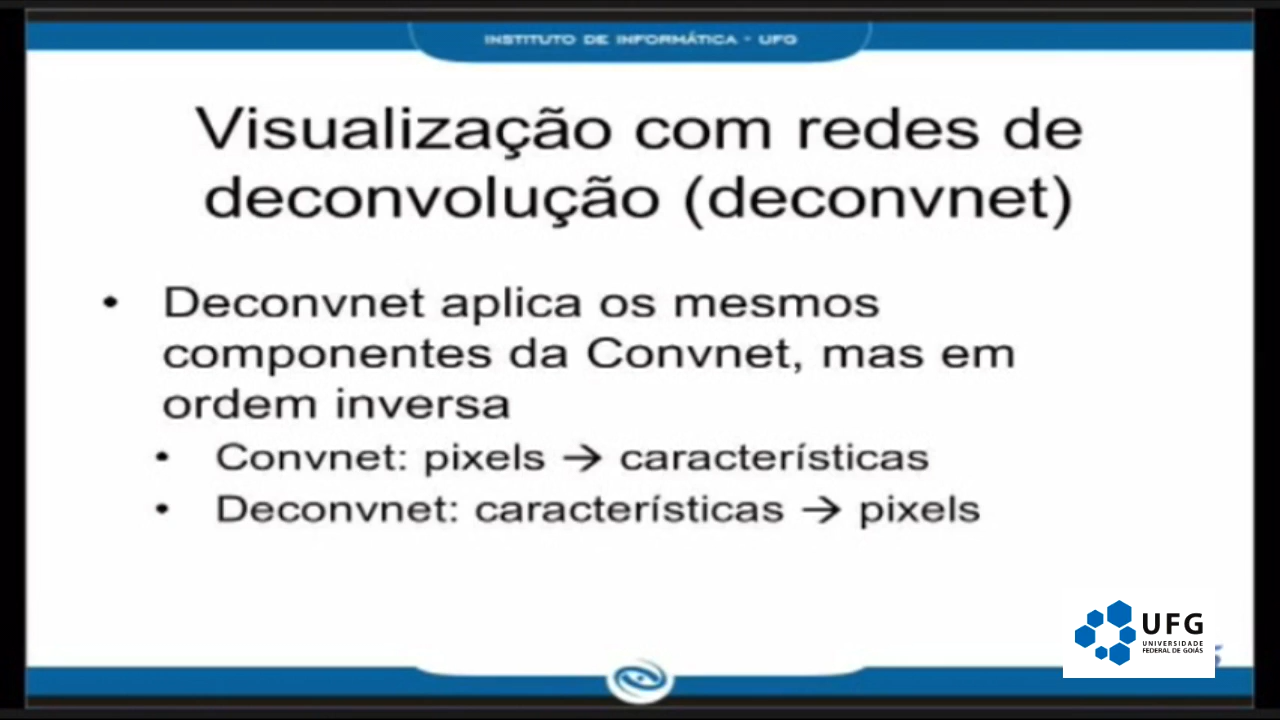 INSTITUTO DE INFORMÁTICA - UFG
Visualização com redes de
deconvolução (deconvnet)
• Deconvnet aplica os mesmos
componentes da Convnet, mas em
ordem inversa
• Convnet: pixels → características
• Deconvnet: características → pixels
UFG
UNIVERSIDADE
FEDERAL DE GOIÁS